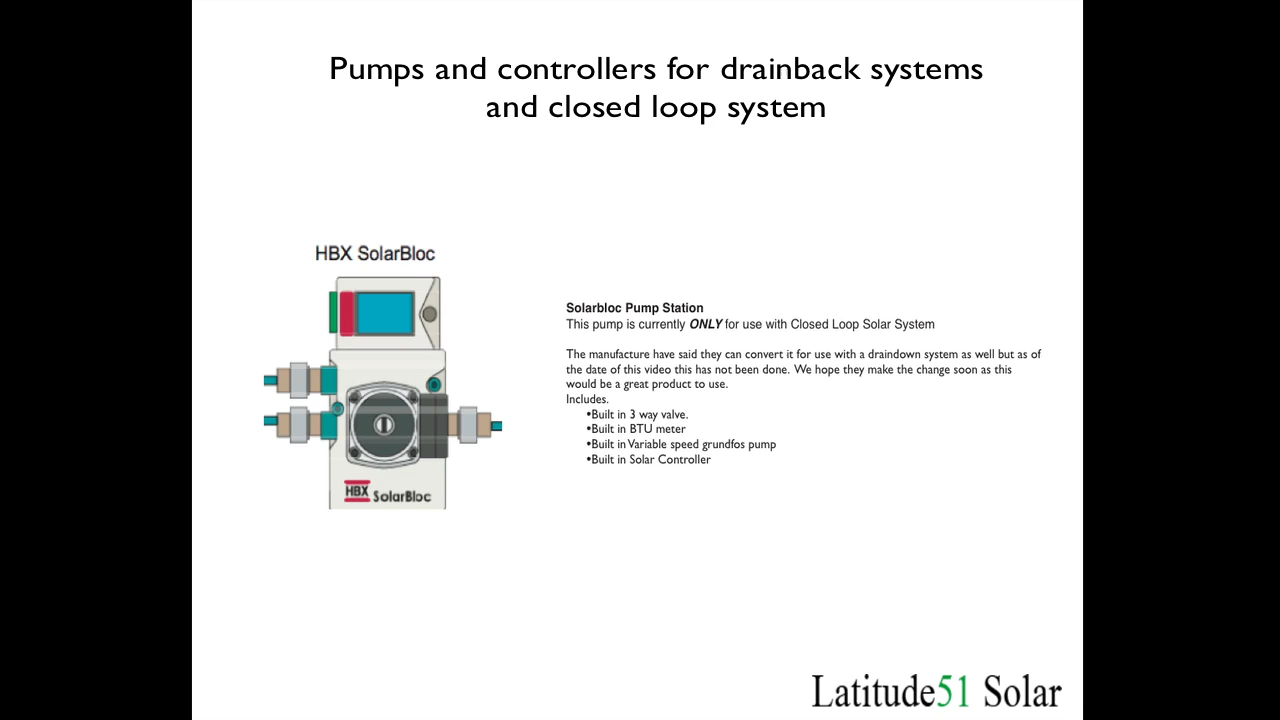 Pumps and controllers for drainback systems
and closed loop system
HBX SolarBloc
HBX SolarBloc
Solarbloc Pump Station
This pump is currently ONLY for use with Closed Loop Solar System
The manufacture have said they can convert it for use with a draindown system as well but as of
the date of this video this has not been done. We hope they make the change soon as this
would be a great product to use.
Includes.
•Built in 3 way valve.
•Built in BTU meter
•Built in Variable speed grundfos pump
•Built in Solar Controller
Latitude51 Solar